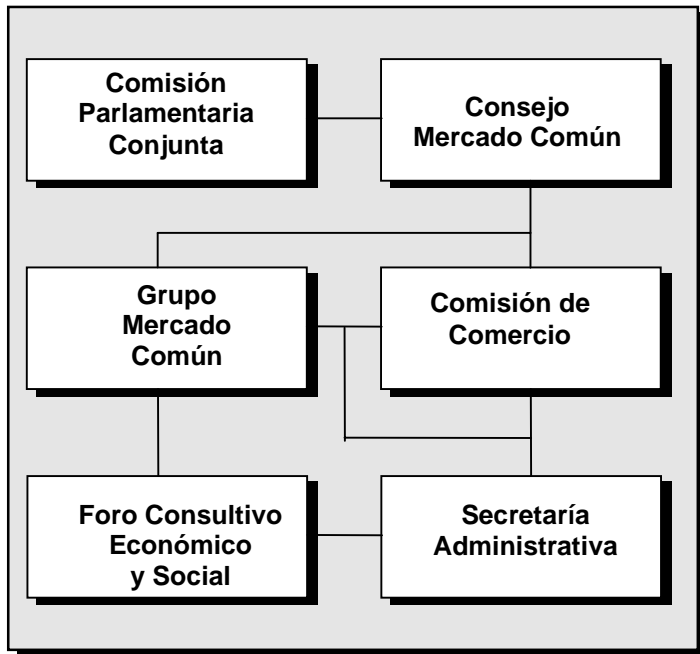 Comisión
Parlamentaria
Conjunta
Consejo
Mercado Común
Grupo
Mercado
Común
Comisión de
Comercio
Foro Consultivo
Económico
y Social
Secretaría
Administrativa